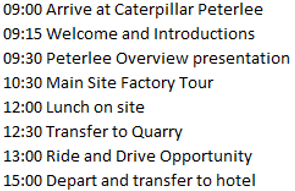 09:00 Arrive at Caterpillar Peterlee
09:15 Welcome and Introductions
09:30 Peterlee Overview presentation
10:30 Main Site Factory Tour
12:00 Lunch on site
12:30 Transfer to Quarry
13:00 Ride and Drive Opportunity
15:00 Depart and transfer to hotel